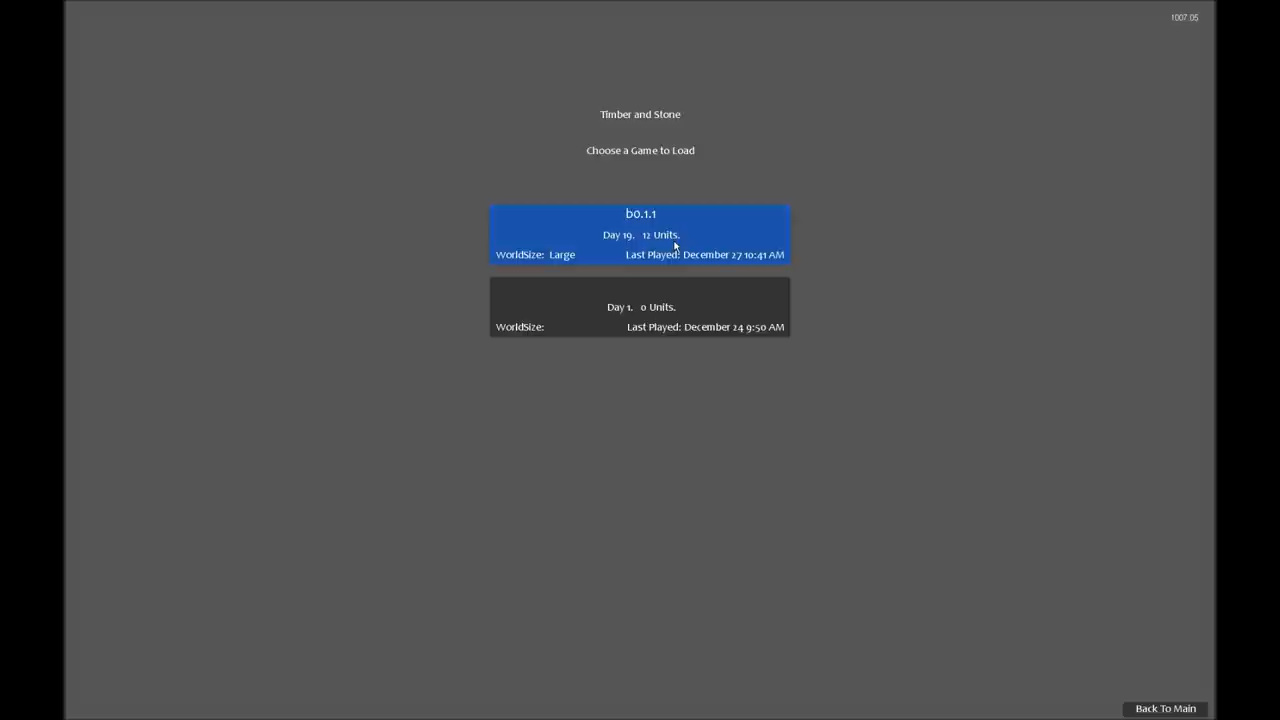 1007.05
Timber and Stone
Choose a Game to Load
b0.1.1
Day 19. 12 Units.
WorldSize: Large Last Played: December 27 10:41 AM
Day 1. 0 Units.
WorldSize: Last Played: December 24 9:50 AM
Back To Main